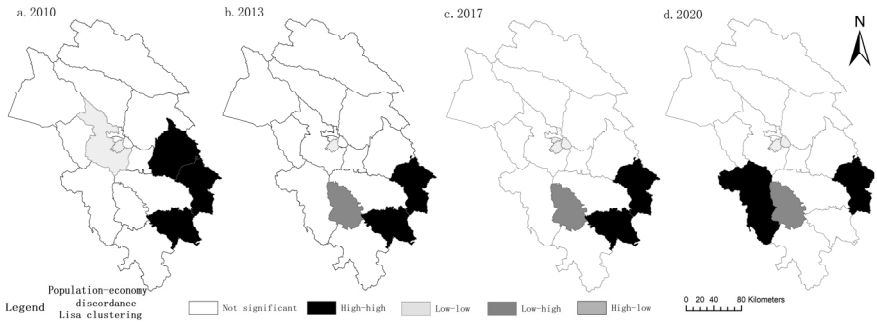 a. 2010
b. 2013
c. 2017
d. 2020
N
Legend
Population-economy
discordance
Lisa clustering
Not significant
High-high
Low-low
Low-high
High-low
0 20 40 80 Kilometers